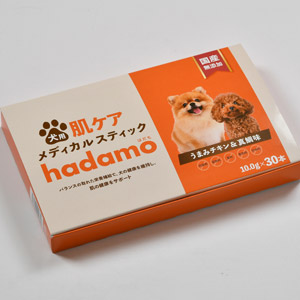 国産
無添加
犬用
肌ケア
メディカルスティック
hadamo
バランスの取れた栄養補給で、犬の健康を維持し、
肌の健康をサポート
うまみチキン&真鯛味
10.0g×30本